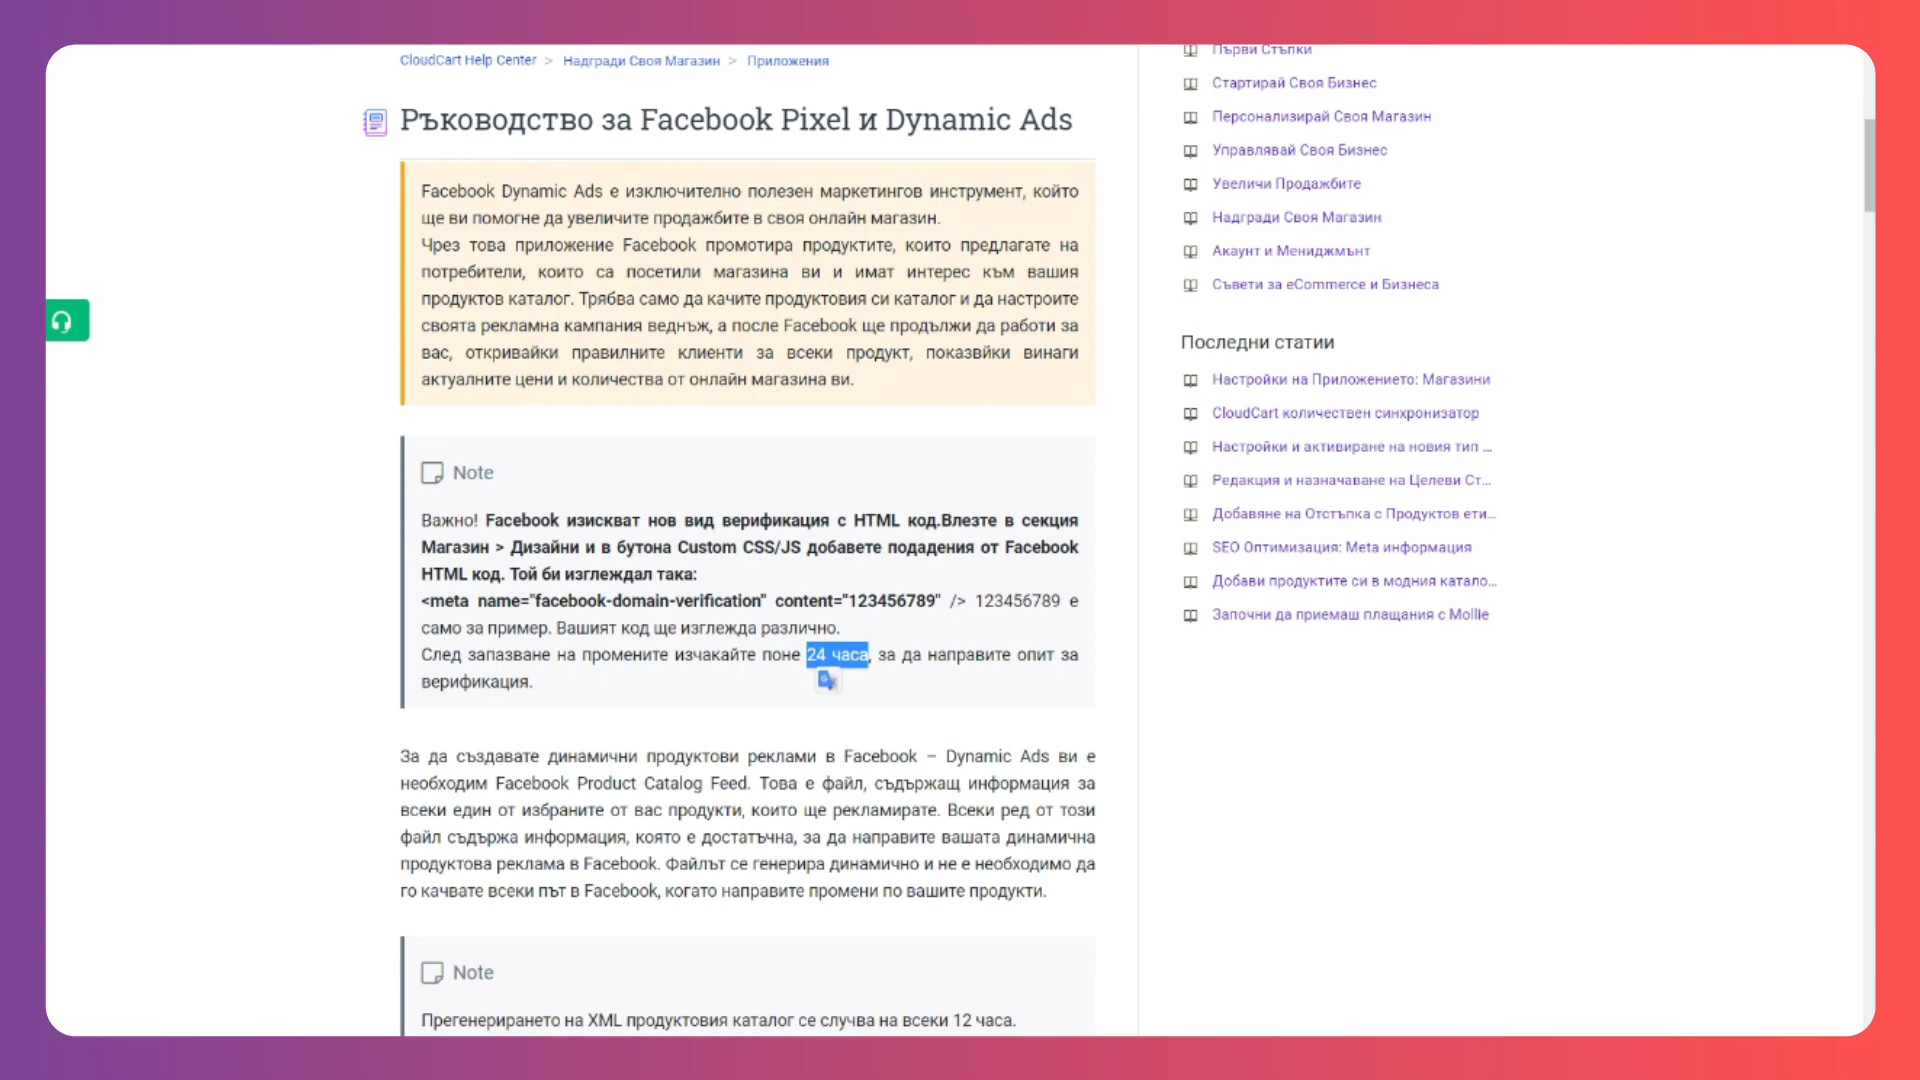 CloudCart Help Center > Надгради Своя Магазин > Приложения
Ръководство за Facebook Pixel и Dynamic Ads
Facebook Dynamic Ads е изключително полезен маркетингов инструмент, който
ще ви помогне да увеличите продажбите в своя онлайн магазин.
Чрез това приложение Facebook промотира продуктите, които предлагате на
потребители, които са посетили магазина ви и имат интерес към вашия
продуктов каталог. Трябва само да качите продуктовия си каталог и да настроите
своята рекламна кампания веднъж, а после Facebook ще продължи да работи за
вас, откривайки правилните клиенти за всеки продукт, показвйки винаги
актуалните цени и количества от онлайн магазина ви.
Note
Важно! Facebook изискват нов вид верификация с HTML код.Влезте в секция
Магазин > Дизайни и в бутона Custom CSS/JS добавете подадения от Facebook
HTML код. Той би изглеждал така:
<meta name="facebook-domain-verification" content="123456789" /> 123456789 е
само за пример. Вашият код ще изглежда различно.
След запазване на промените изчакайте поне 24 часа, за да направите опит за
верификация.
За да създавате динамични продуктови реклами в Facebook – Dynamic Ads ви е
необходим Facebook Product Catalog Feed. Това е файл, съдържащ информация за
всеки един от избраните от вас продукти, които ще рекламирате. Всеки ред от този
файл съдържа информация, която е достатъчна, за да направите вашата динамична
продуктова реклама в Facebook. Файлът се генерира динамично и не е необходимо да
го качвате всеки път в Facebook, когато направите промени по вашите продукти.
Note
Прегенерирането на XML продуктовия каталог се случва на всеки 12 часа.
Първи Стъпки
Стартирай Своя Бизнес
Персонализирай Своя Магазин
Управлявай Своя Бизнес
Увеличи Продажбите
Надгради Своя Магазин
Акаунт и Мениджмънт
Съвети за eCommerce и Бизнеса
Последни статии
Настройки на Приложението: Магазини
CloudCart количествен синхронизатор
Настройки и активиране на новия тип ...
Редакция и назначаване на Целеви Ст...
Добавяне на Отстъпка с Продуктов ети...
SEO Оптимизация: Meta информация
Добави продуктите си в модния катало...
Започни да приемаш плащания с Mollie